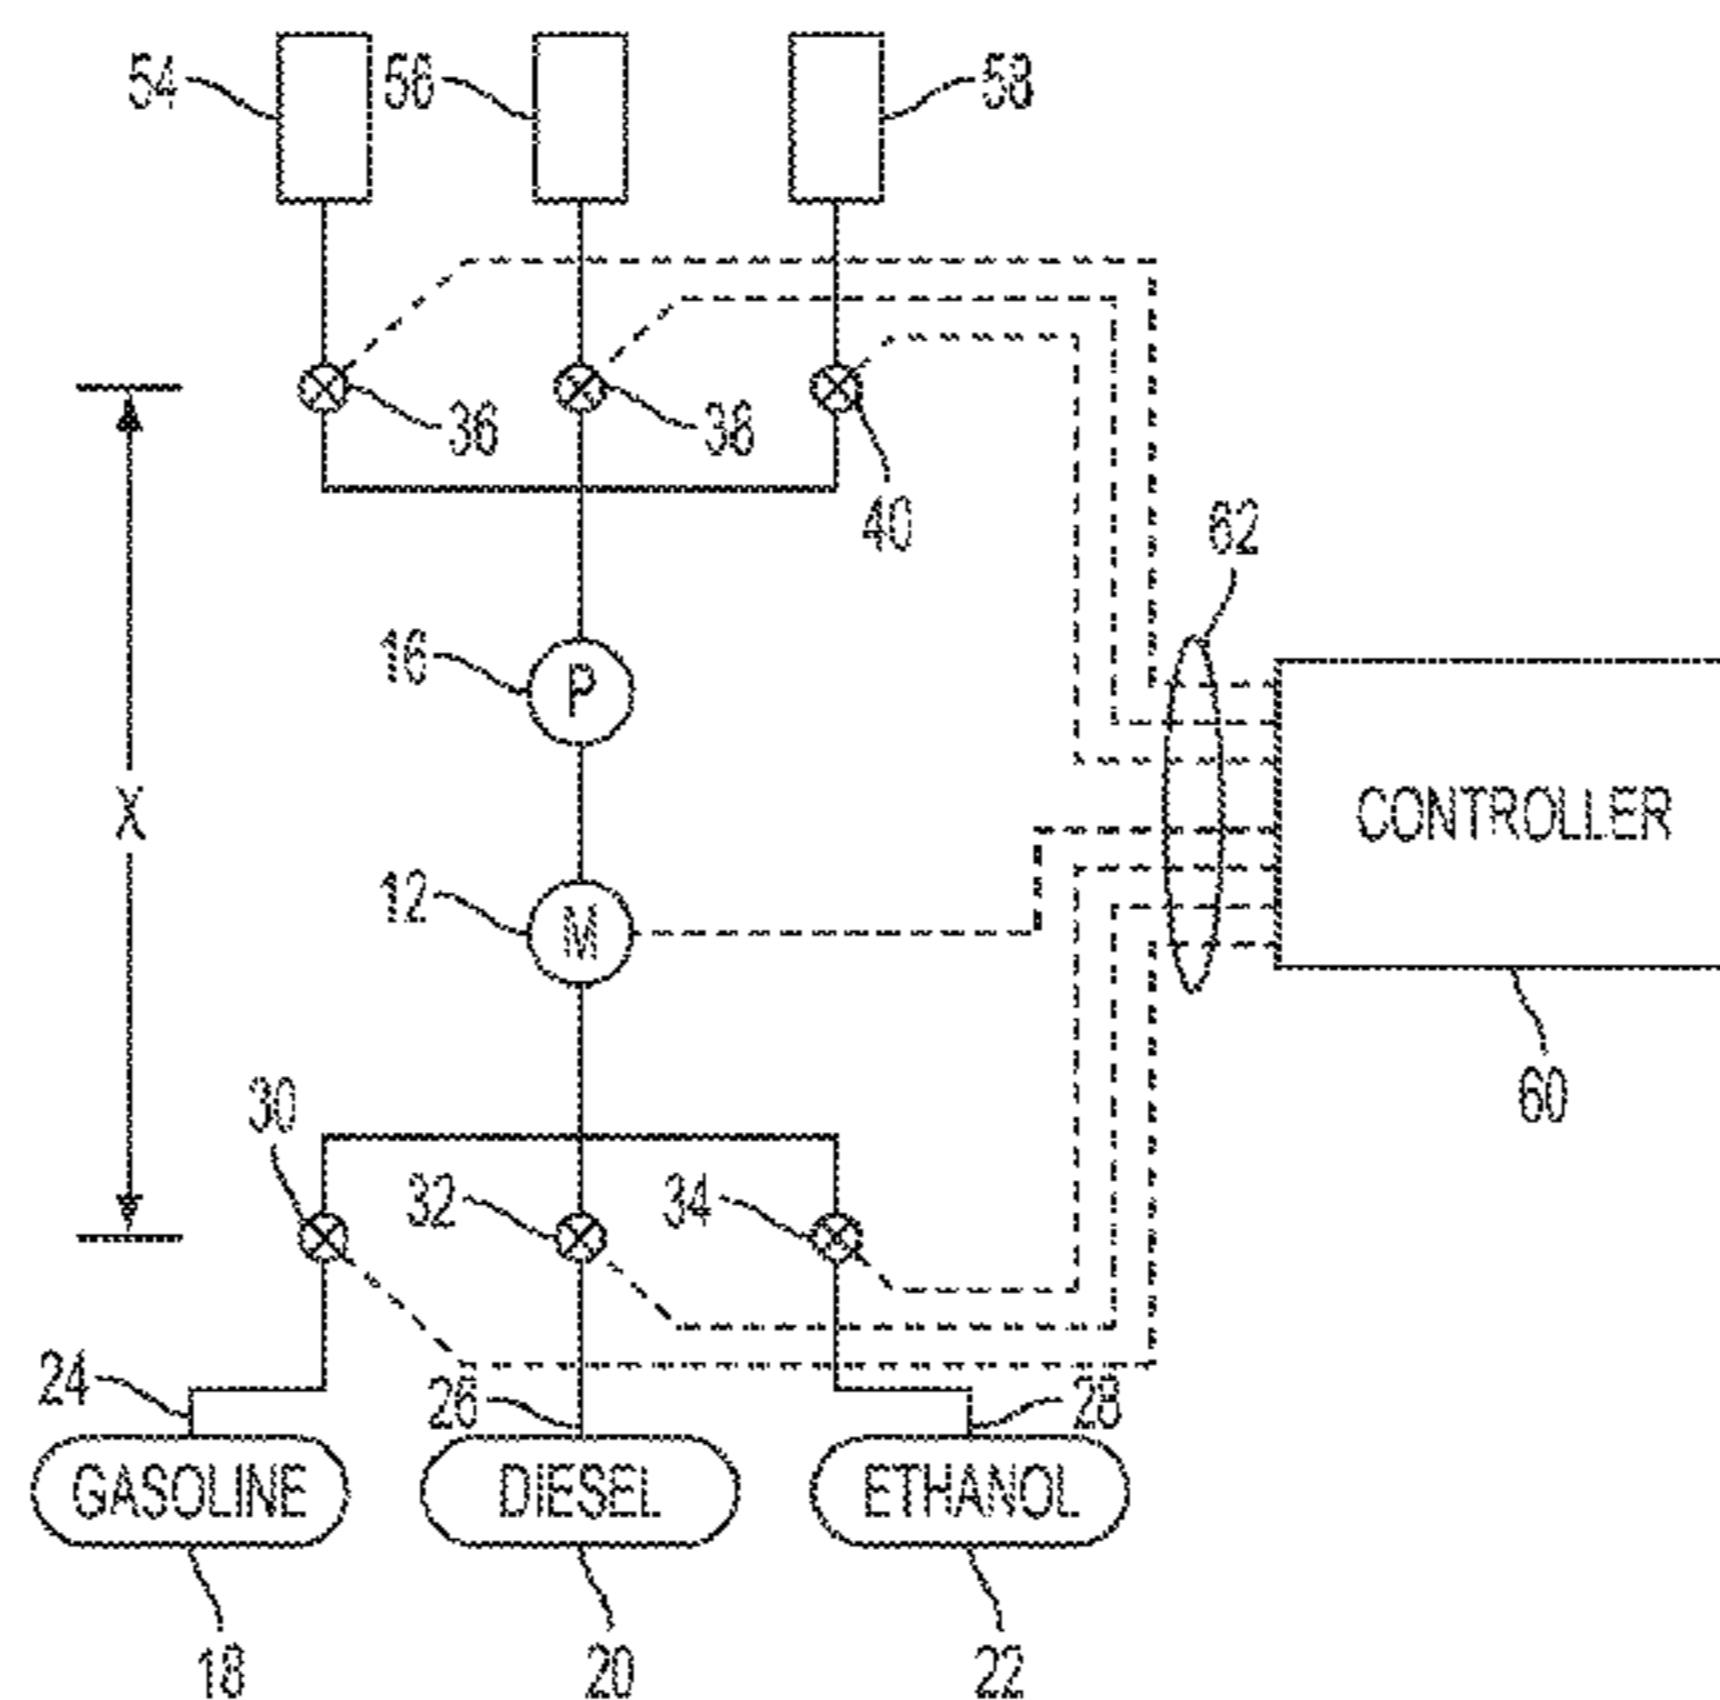 54 56 58
36 38 40
62
16 P
X
CONTROLLER
12 M
60
30 32 34
24 26 28
GASOLINE DIESEL ETHANOL
18 20 22